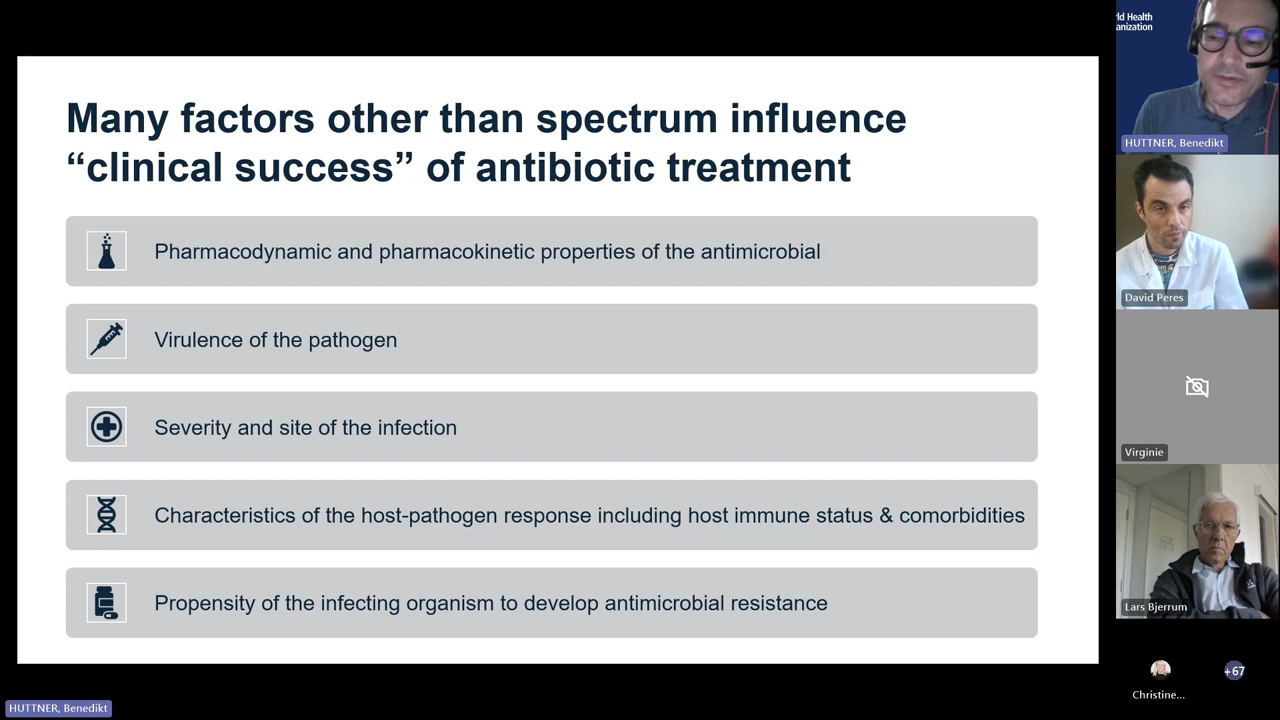 Many factors other than spectrum influence
“clinical success” of antibiotic treatment
Pharmacodynamic and pharmacokinetic properties of the antimicrobial
Virulence of the pathogen
Severity and site of the infection
Characteristics of the host-pathogen response including host immune status & comorbidities
Propensity of the infecting organism to develop antimicrobial resistance
HUTTNER, Benedikt
rld Health
anization
HUTTNER, Benedikt
David Peres
Virginie
Lars Bjerrum
Christine...
+67